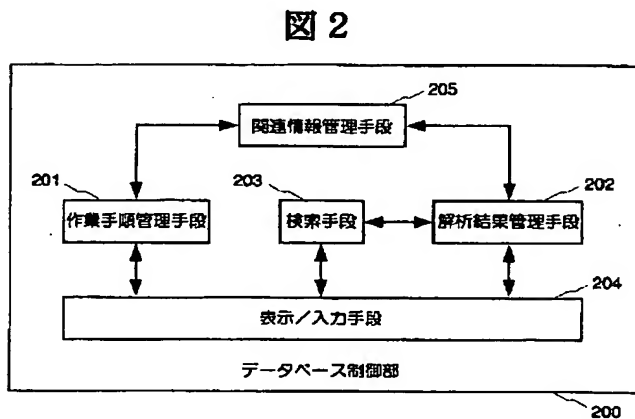 図 2
205
関連情報管理手段
201
203
202
作業手順管理手段
検索手段
解析結果管理手段
204
表示／入力手段
データベース制御部
200